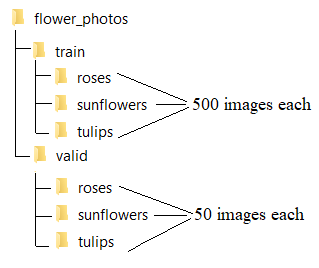 flower_photos
train
roses
sunflowers 500 images each
tulips
valid
roses
sunflowers 50 images each
tulips